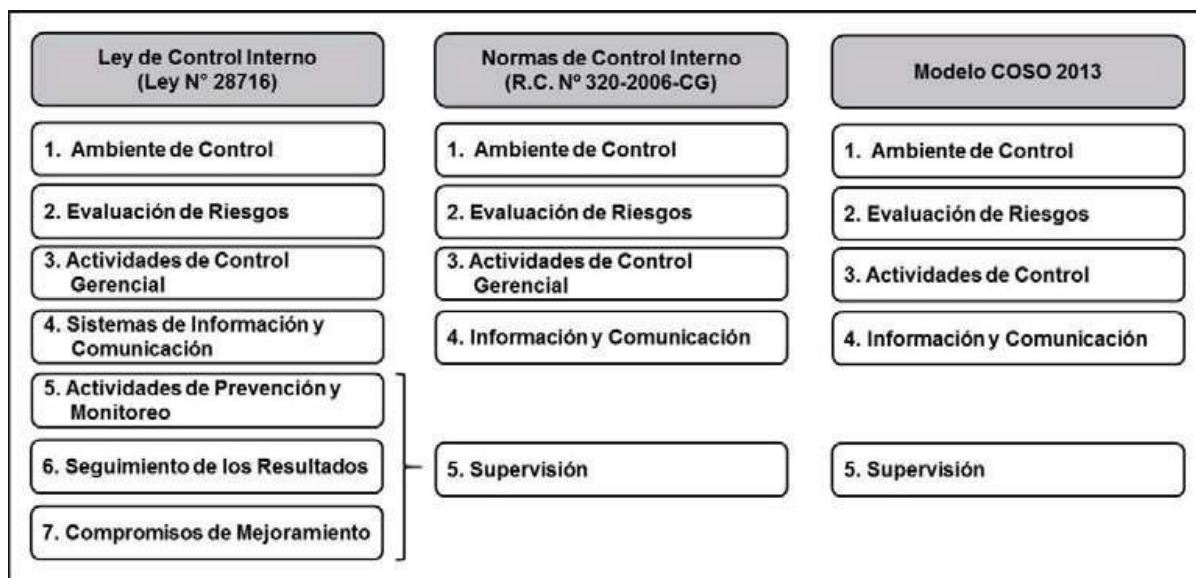 Ley de Control Interno
(Ley N° 28716)
1. Ambiente de Control
2. Evaluación de Riesgos
3. Actividades de Control
Gerencial
4. Sistemas de Información y
Comunicación
5. Actividades de Prevención y
Monitoreo
6. Seguimiento de los Resultados
7. Compromisos de Mejoramiento
Normas de Control Interno
(R.C. Nº 320-2006-CG)
1. Ambiente de Control
2. Evaluación de Riesgos
3. Actividades de Control
Gerencial
4. Información y Comunicación
5. Supervisión
Modelo COSO 2013
1. Ambiente de Control
2. Evaluación de Riesgos
3. Actividades de Control
4. Información y Comunicación
5. Supervisión